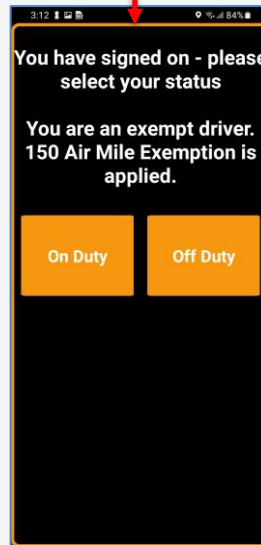 3:12 84%
You have signed on - please
select your status
You are an exempt driver.
150 Air Mile Exemption is
applied.
On Duty Off Duty